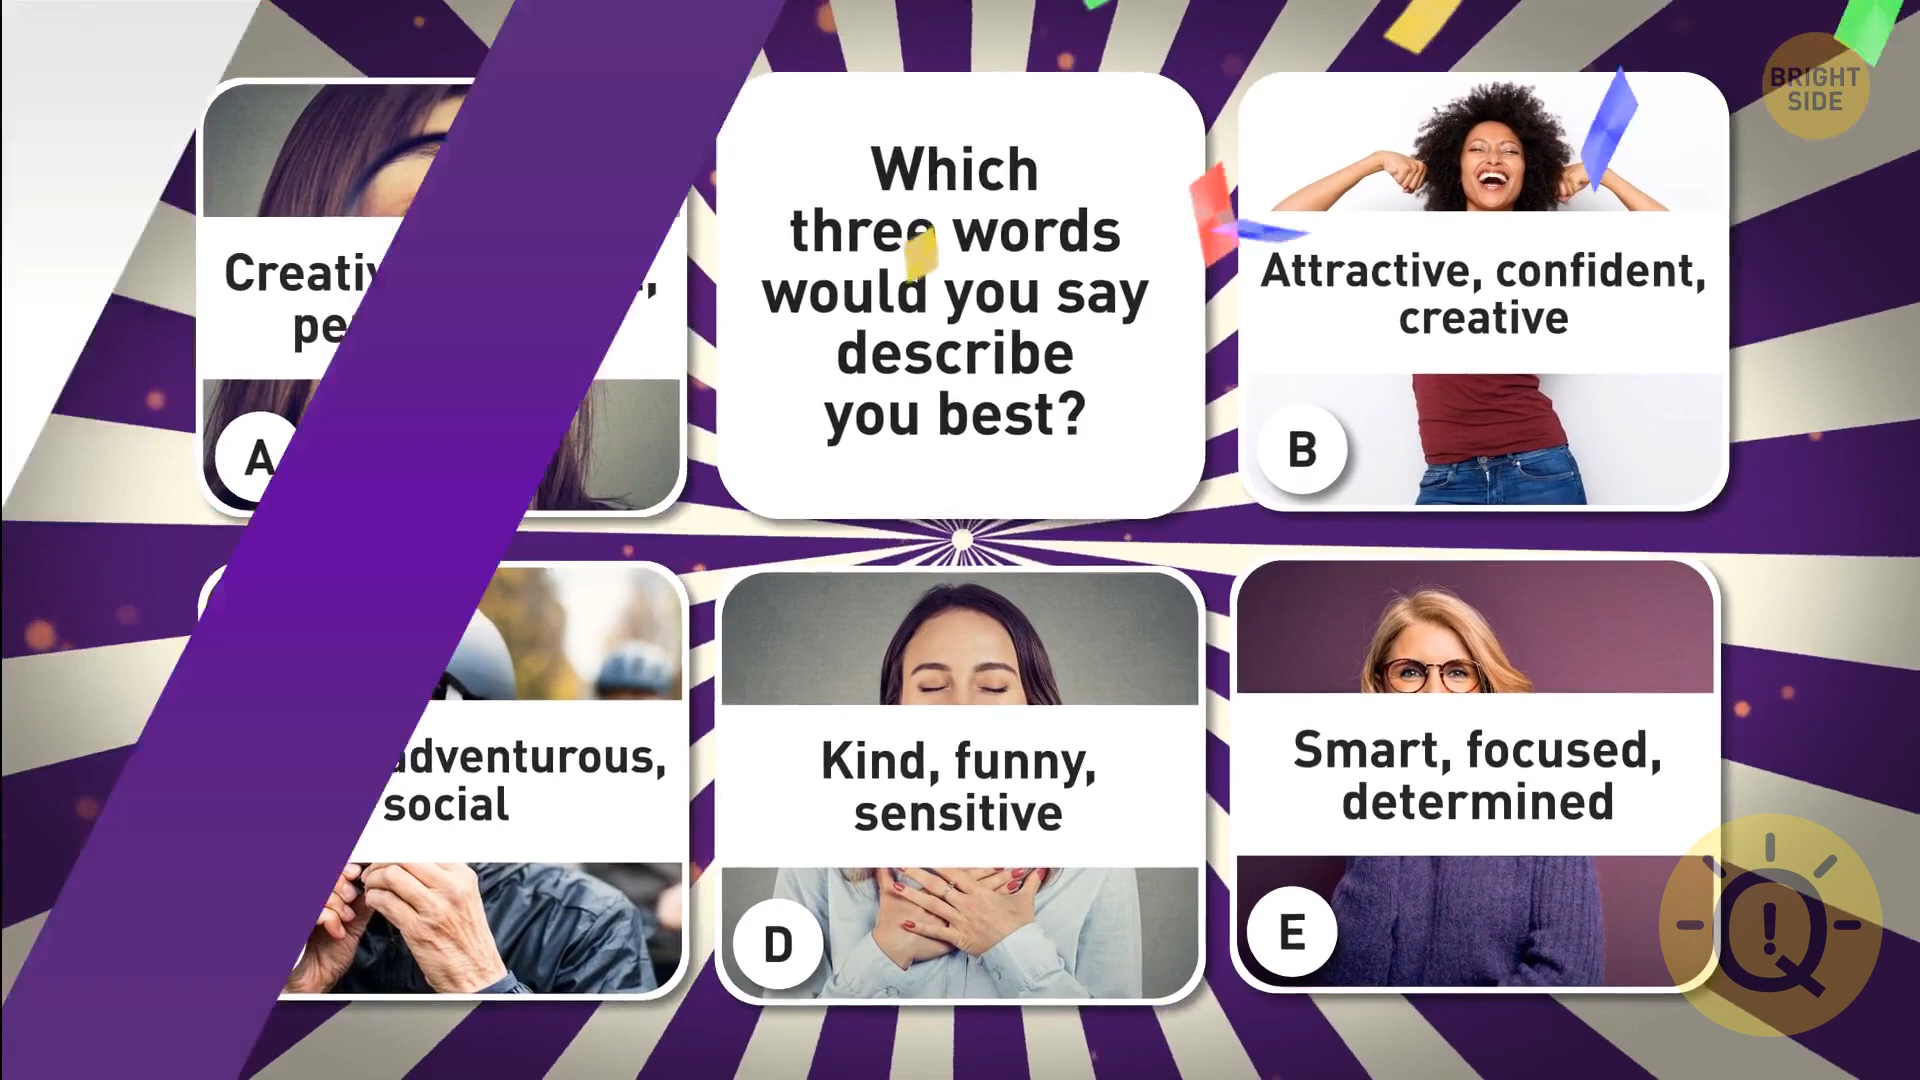 BRIGHT
SIDE
Which
three words
would you say
describe
you best?
A
Attractive, confident,
creative
B
social
Kind, funny,
sensitive
D
Smart, focused,
determined
E